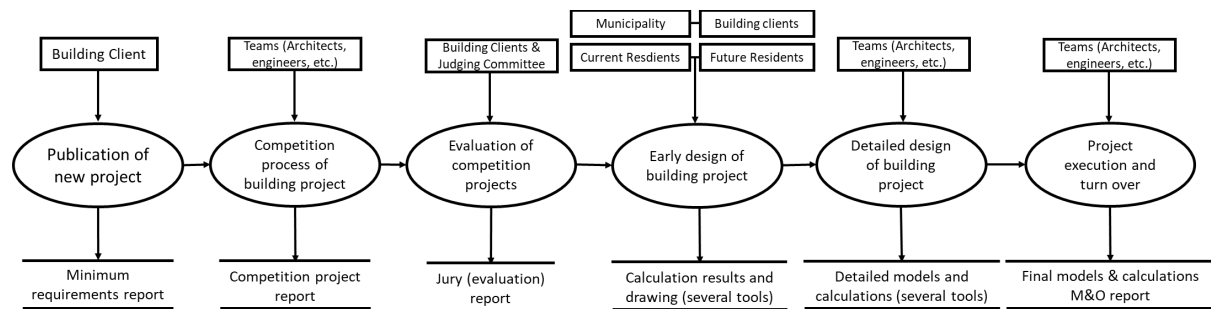 Building Client
Teams (Architects,
engineers, etc.)
Building Clients &
Judging Committee
Municipality
Building clients
Current Resdients
Future Residents
Teams (Architects,
engineers, etc.)
Teams (Architects,
engineers, etc.)
Publication of
new project
Competition
process of
building project
Evaluation of
competition
projects
Early design of
building project
Detailed design
of building
project
Project
execution and
turn over
Minimum
requirements report
Competition project
report
Jury (evaluation)
report
Calculation results and
drawing (several tools)
Detailed models and
calculations (several tools)
Final models & calculations
M&O report